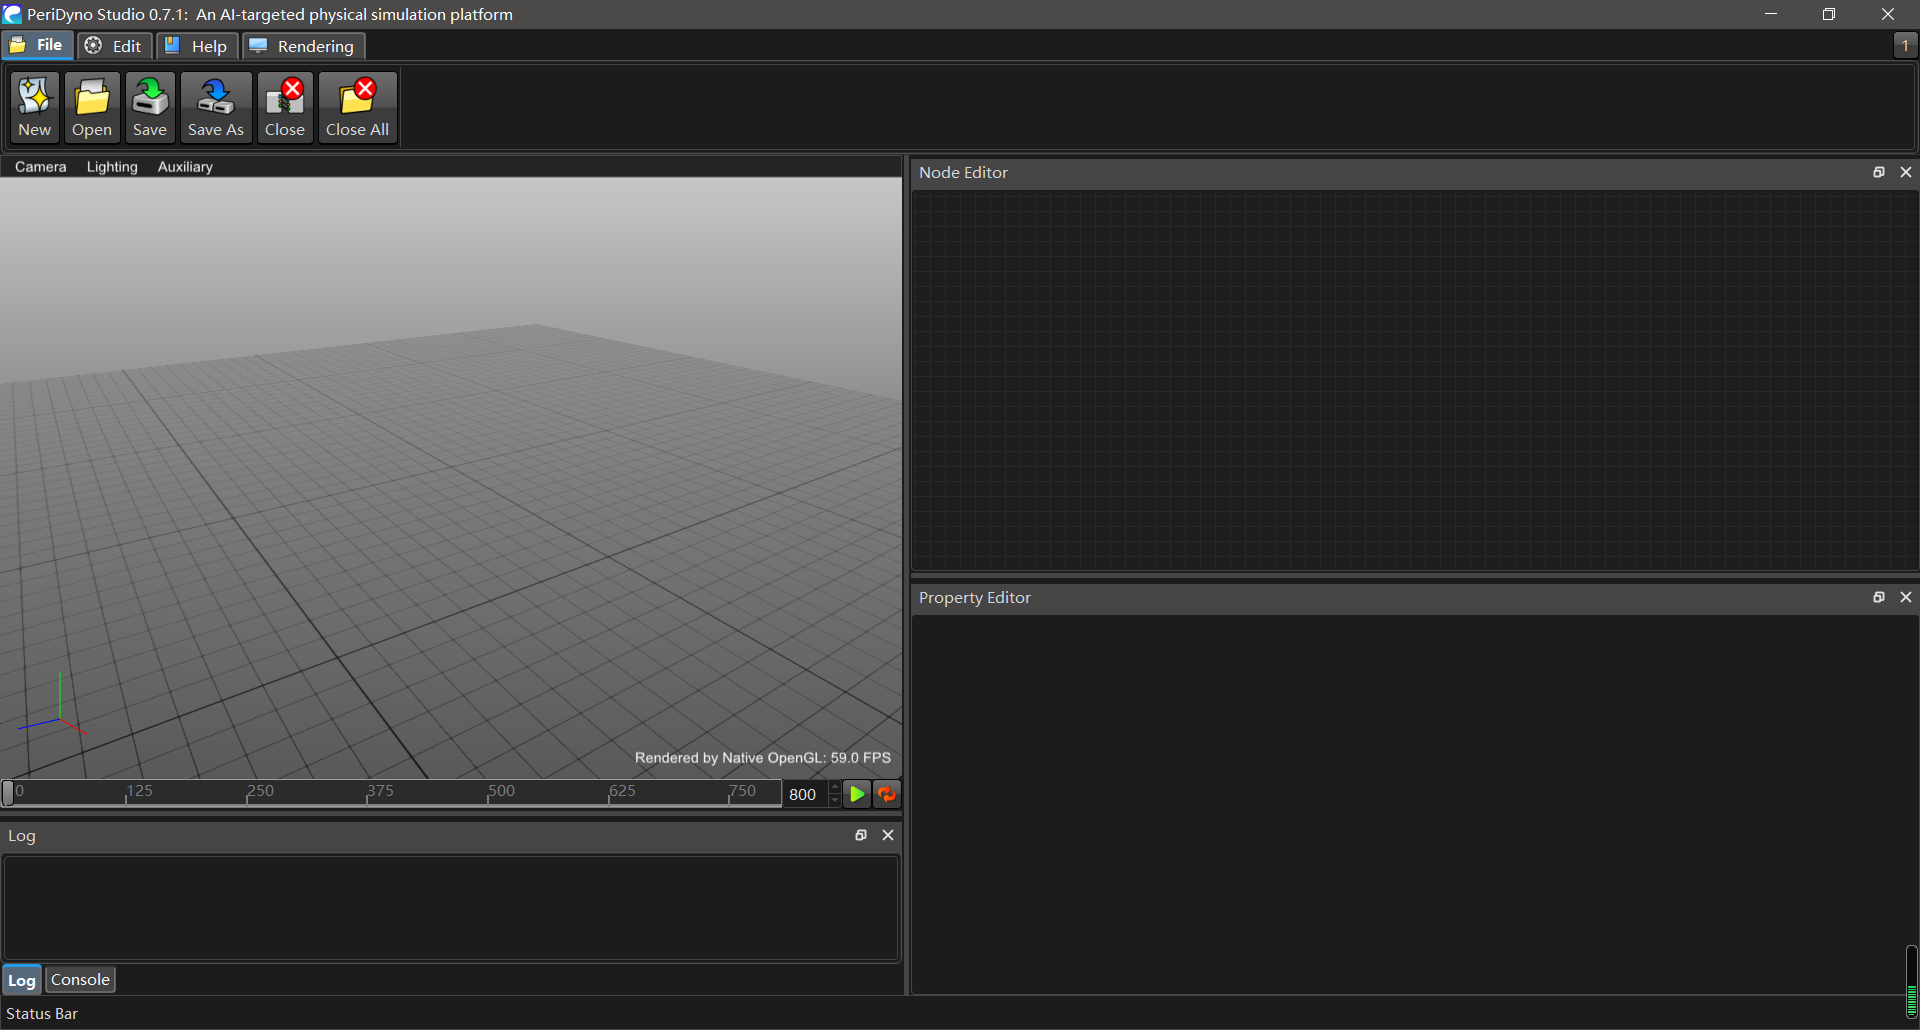 PeriDyno Studio 0.7.1: An AI-targeted physical simulation platform
File Edit Help Rendering 1
New Open Save Save As Close Close All
Camera Lighting Auxiliary
Node Editor
Rendered by Native OpenGL: 59.0 FPS
0 125 250 375 500 625 750 800
Property Editor
Log
Log Console
Status Bar